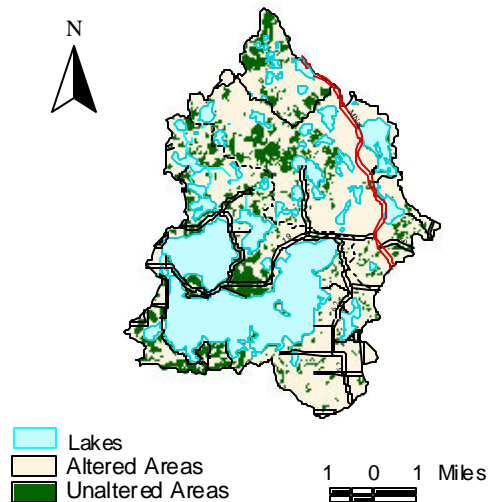 N
Lakes
Altered Areas
Unaltered Areas
1 0 1 Miles